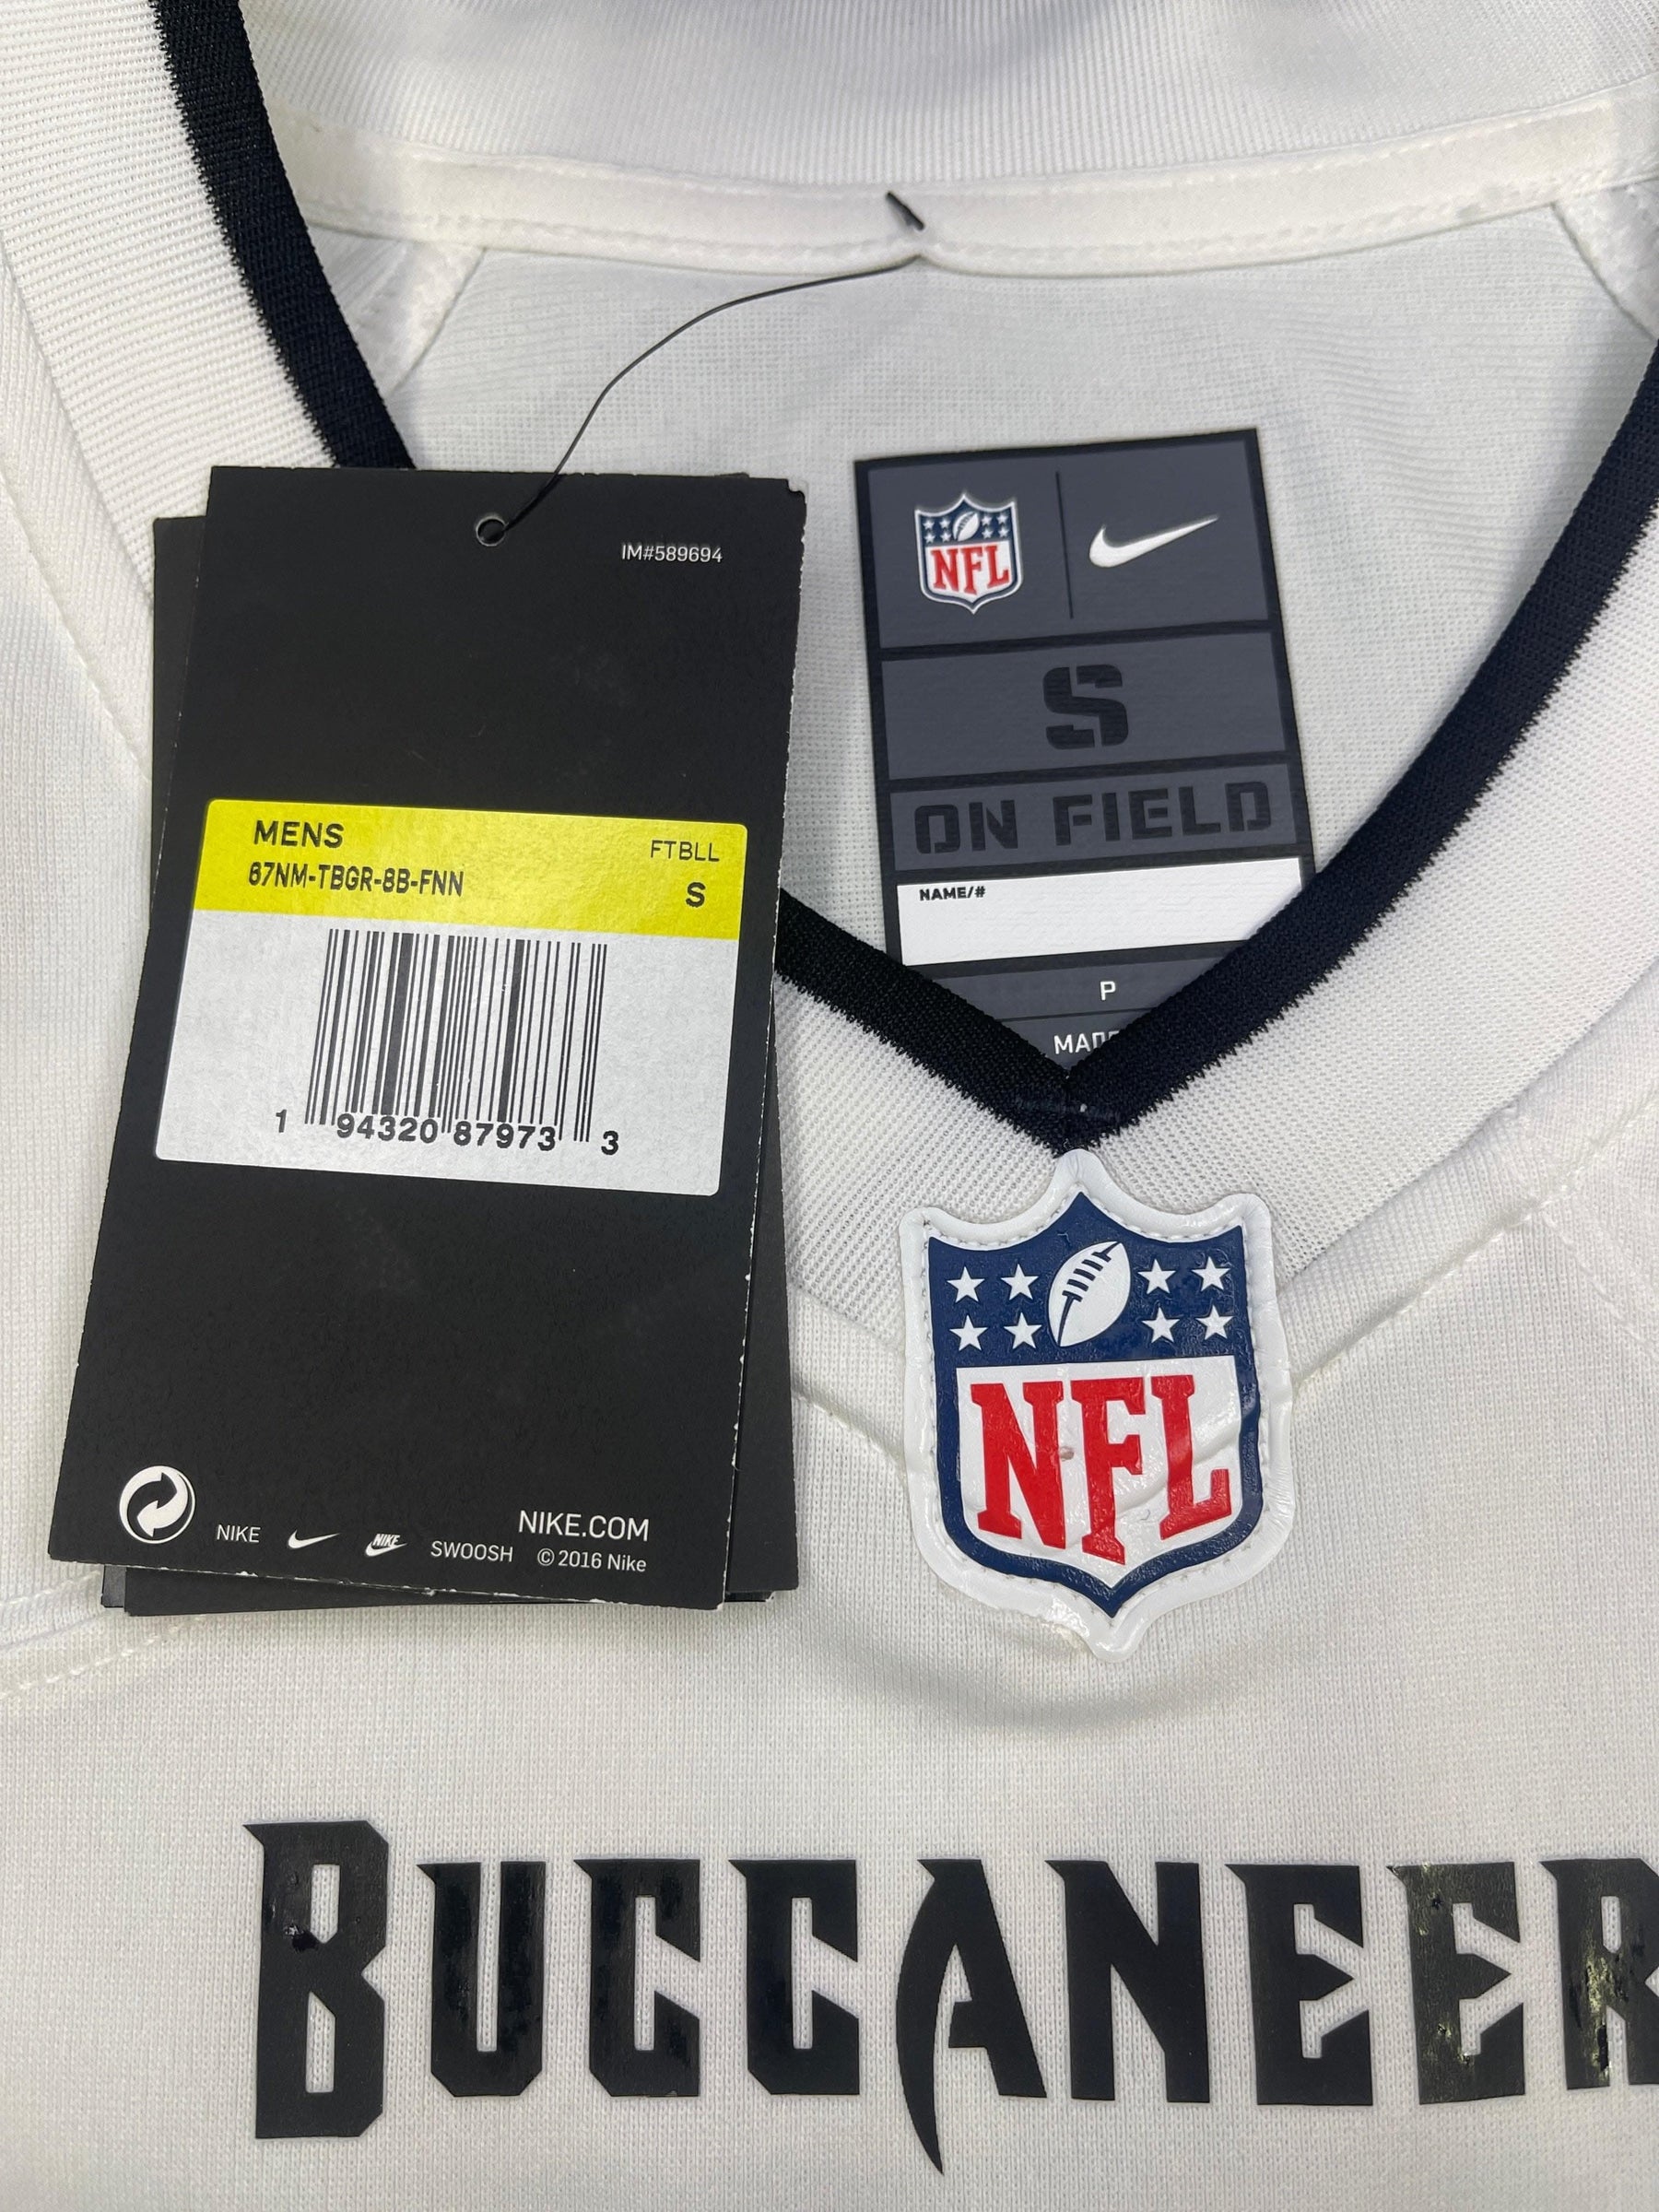 IM#589694
MENS
FTBLL
67NM-TBGR-8B-FNN
S
1 94320 87973 3
NIKE.COM
NIKE NIKE SWOOSH © 2016 Nike
NFL
S
ON FIELD
NAME/#
P
NFL
BUCCANEER